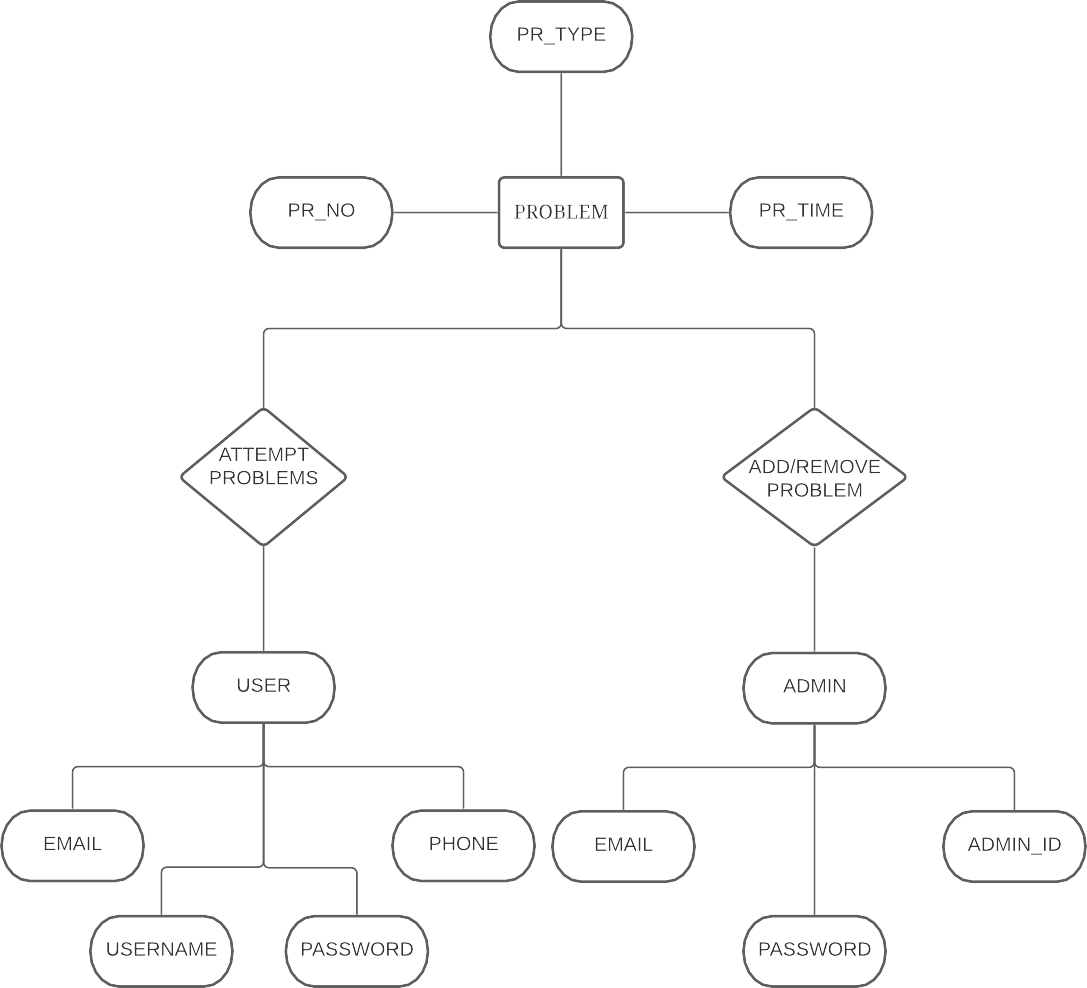 PR_TYPE
PR_NO
PROBLEM
PR_TIME
ATTEMPT
PROBLEMS
ADD/REMOVE
PROBLEM
USER
ADMIN
EMAIL
PHONE
EMAIL
ADMIN_ID
USERNAME
PASSWORD
PASSWORD